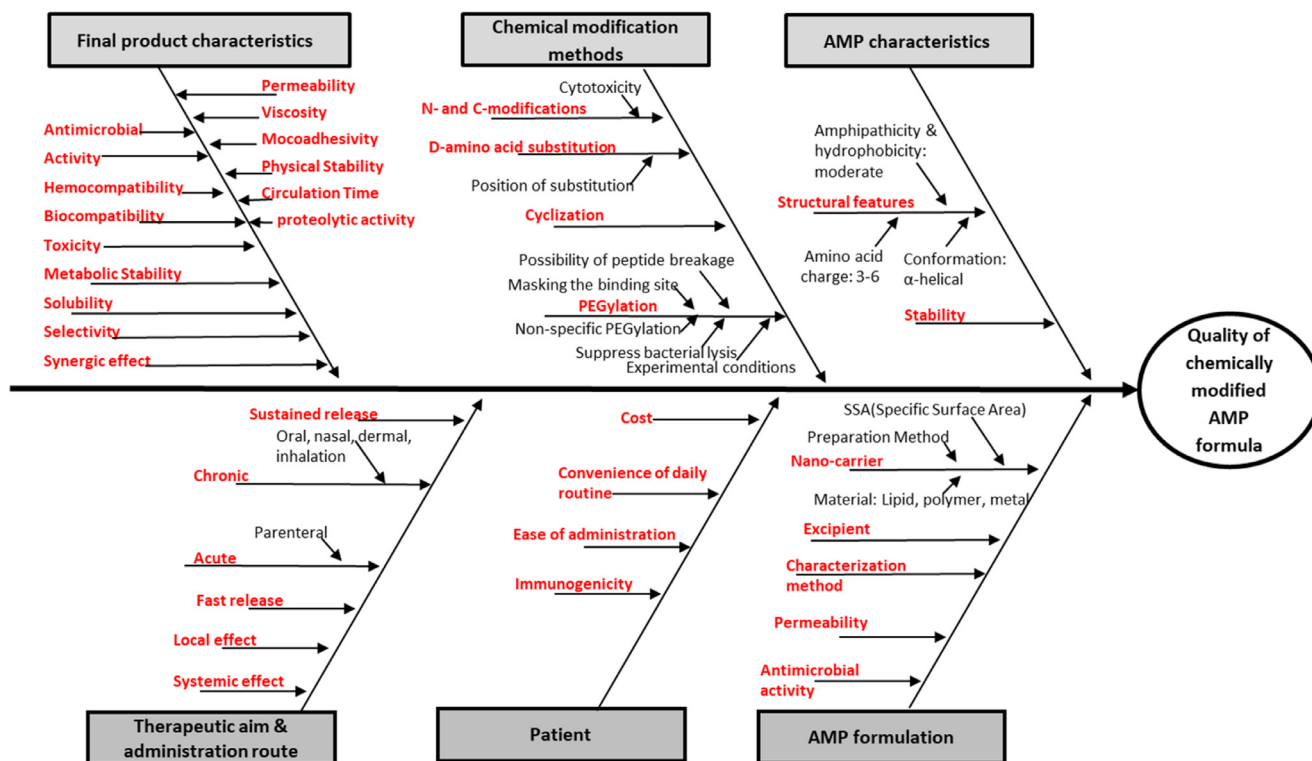 Final product characteristics
Permeability
Viscosity
Antimicrobial
Mocoadhesivity
Activity
Physical Stability
Hemocompatibility
Circulation Time
Biocompatibility
proteolytic activity
Toxicity
Metabolic Stability
Solubility
Selectivity
Synergic effect
Chemical modification
methods
Cytotoxicity
N- and C-modifications
D-amino acid substitution
Position of substitution
Cyclization
Possibility of peptide breakage
Masking the binding site
PEGylation
Non-specific PEGylation
Suppress bacterial lysis
Experimental conditions
AMP characteristics
Amphipathicity &
hydrophobicity:
moderate
Structural features
Amino acid
charge: 3-6
Conformation:
α-helical
Stability
Quality of
chemically
modified
AMP
formula
Sustained release
Oral, nasal, dermal,
inhalation
Chronic
Parenteral
Acute
Fast release
Local effect
Systemic effect
Therapeutic aim &
administration route
Cost
Convenience of daily
routine
Ease of administration
Immunogenicity
Patient
SSA(Specific Surface Area)
Preparation Method
Nano-carrier
Material: Lipid, polymer, metal
Excipient
Characterization
method
Permeability
Antimicrobial
activity
AMP formulation